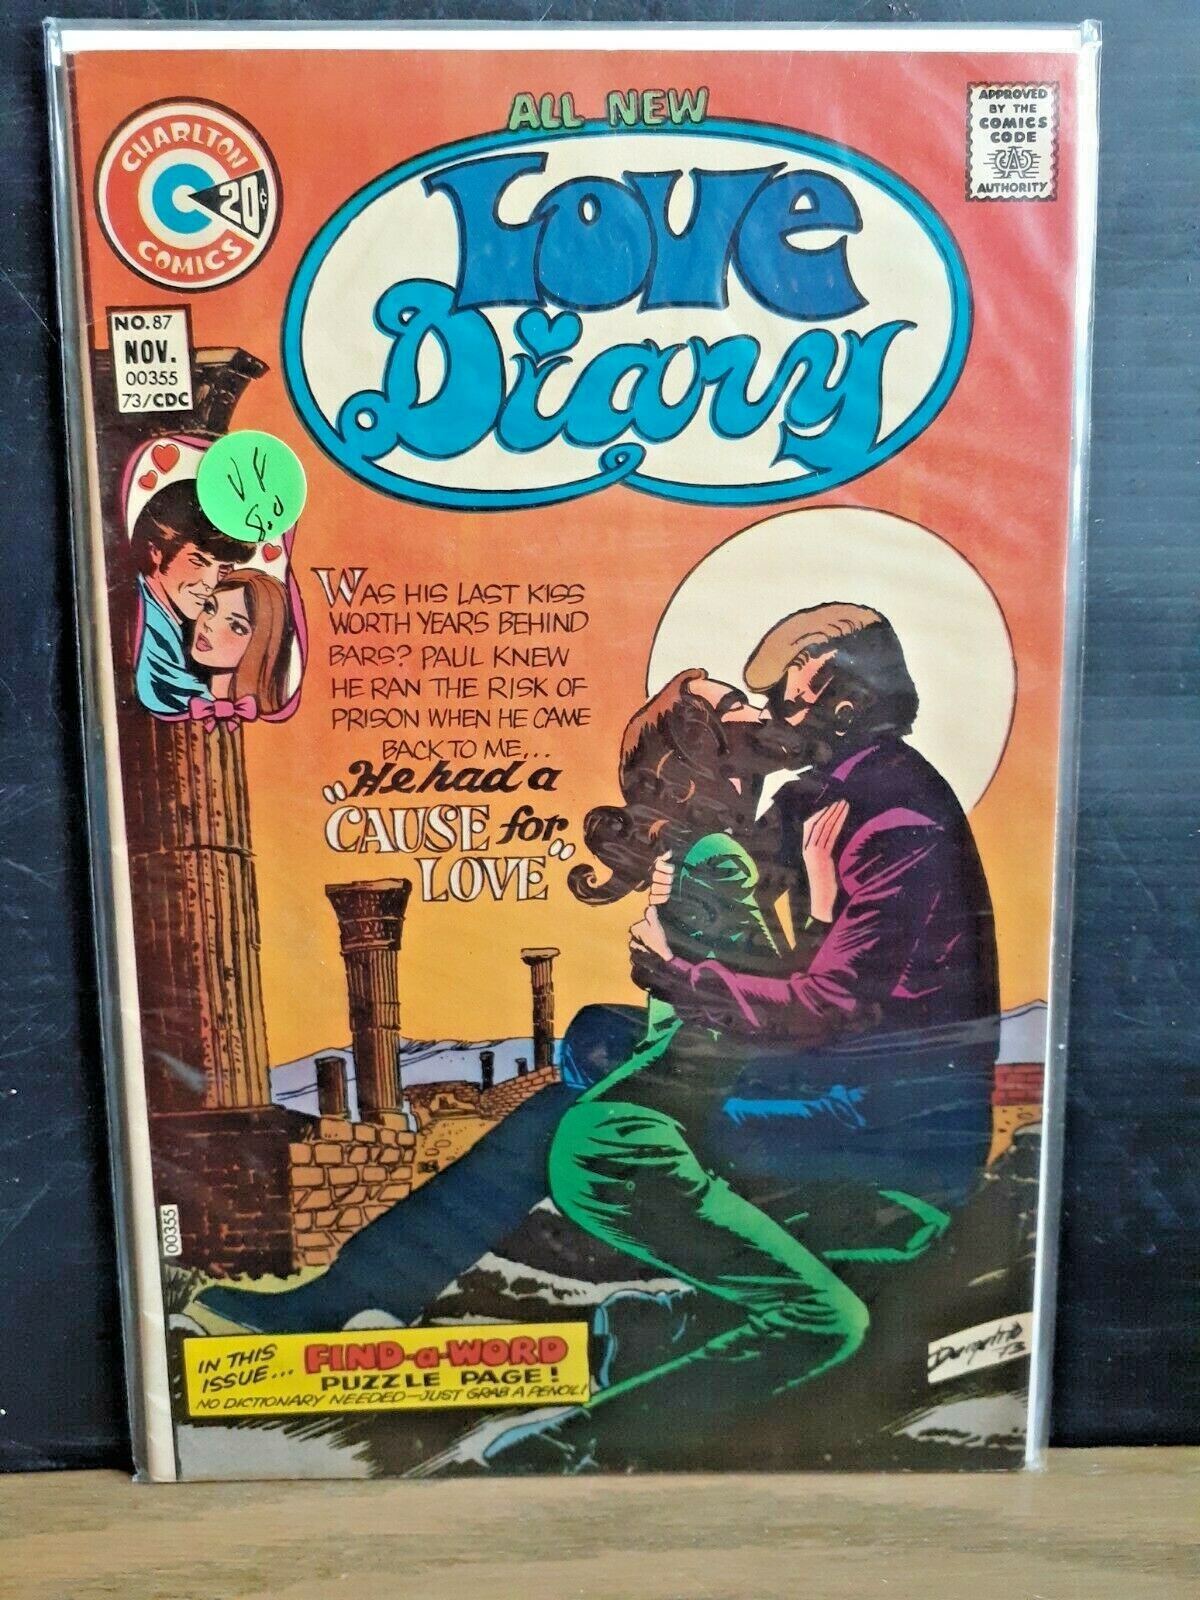 ALL NEW
Love
Diary
CHARLTON
C
20¢
COMICS
APPROVED
BY THE
COMICS
CODE
CA
AUTHORITY
NO.87
NOV.
00355
73/CDC
VF
8.0
WAS HIS LAST KISS
WORTH YEARS BEHIND
BARS? PAUL KNEW
HE RAN THE RISK OF
PRISON WHEN HE CAME
BACK TO ME...
"He had a
CAUSE for
LOVE"
00355
IN THIS
ISSUE...
FIND-a-WORD
PUZZLE PAGE!
NO DICTIONARY NEEDED—JUST GRAB A PENCIL!
73